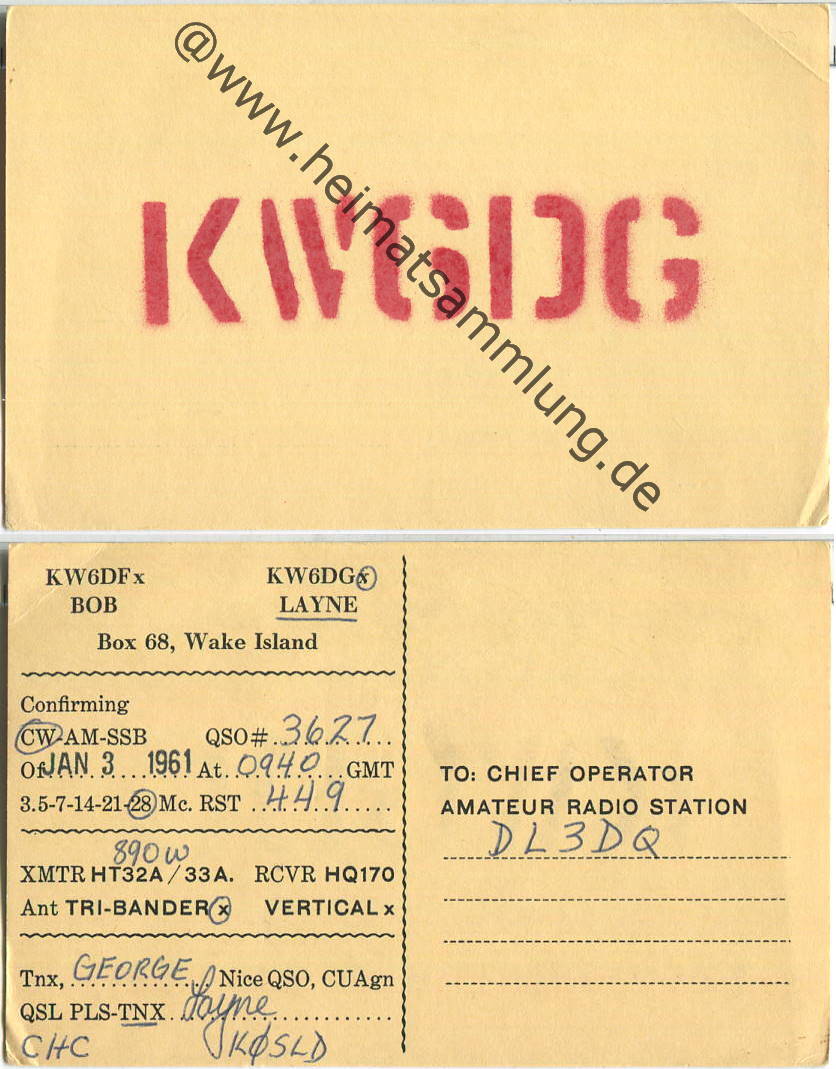 KW6DG
@www.heimatsammlung.de
KW6DFx KW6DGx
BOB LAYNE
Box 68, Wake Island
Confirming
CW-AM-SSB QSO# 3627
Of JAN 3 1961 At 0940 GMT
3.5-7-14-21-28 Mc. RST 449
890W
XMTR HT32A/33A. RCVR HQ170
Ant TRI-BANDER x VERTICAL x
Tnx, GEORGE, Nice QSO, CUAgn
QSL PLS-TNX Layne
CHC KØSLD
TO: CHIEF OPERATOR
AMATEUR RADIO STATION
DL3DQ